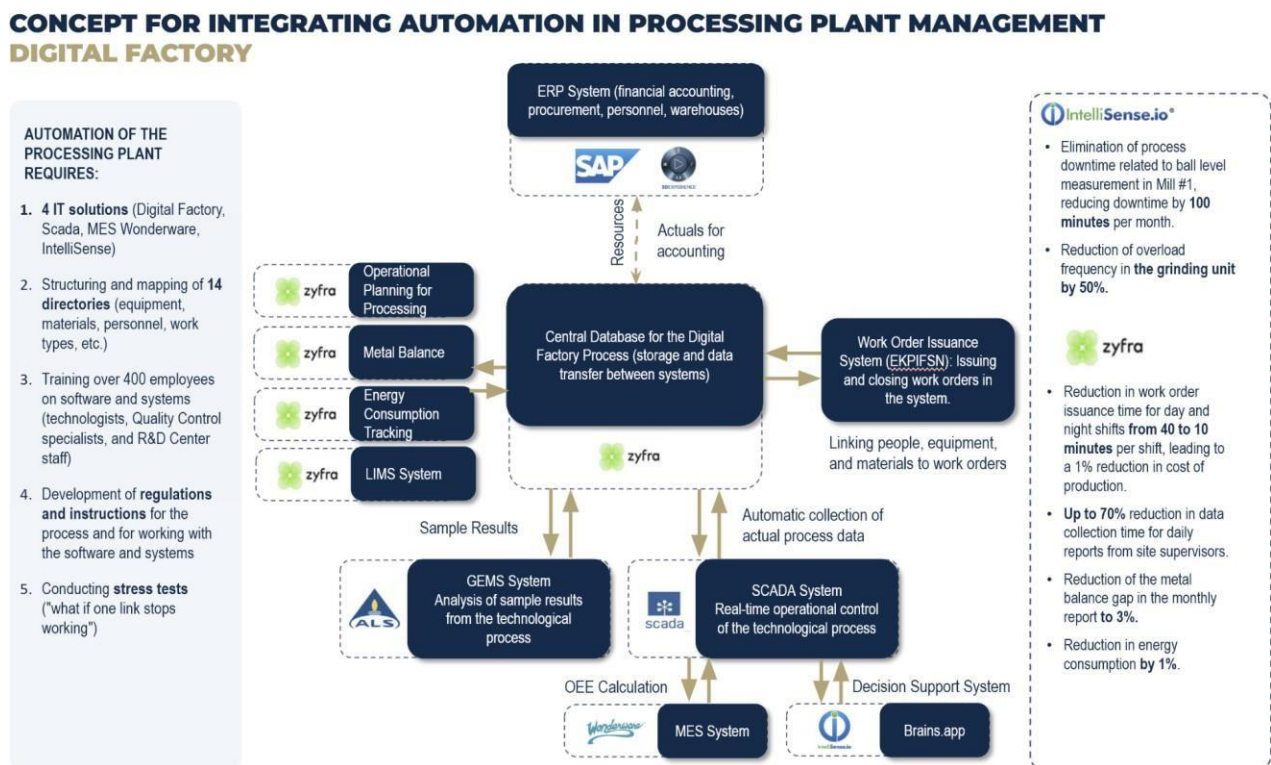 CONCEPT FOR INTEGRATING AUTOMATION IN PROCESSING PLANT MANAGEMENT
DIGITAL FACTORY
AUTOMATION OF THE
PROCESSING PLANT
REQUIRES:
1. 4 IT solutions (Digital Factory,
Scada, MES Wonderware,
IntelliSense)
2. Structuring and mapping of 14
directories (equipment,
materials, personnel, work
types, etc.)
3. Training over 400 employees
on software and systems
(technologists, Quality Control
specialists, and R&D Center
staff)
4. Development of regulations
and instructions for the
process and for working with
the software and systems
5. Conducting stress tests
("what if one link stops
working")
ERP System (financial accounting,
procurement, personnel, warehouses)
SAP
3DEXPERIENCE
Resources
Actuals for
accounting
zyfra
Operational
Planning for
Processing
zyfra
Metal Balance
zyfra
Energy
Consumption
Tracking
zyfra
LIMS System
Central Database for the Digital
Factory Process (storage and data
transfer between systems)
zyfra
Work Order Issuance
System (EKPIFSN): Issuing
and closing work orders in
the system.
Linking people, equipment,
and materials to work orders
Sample Results
Automatic collection of
actual process data
ALS
GEMS System
Analysis of sample results
from the technological
process
scada
SCADA System
Real-time operational control
of the technological process
OEE Calculation
Decision Support System
Wonderware
MES System
IntelliSense.io
Brains.app
IntelliSense.io®
• Elimination of process
downtime related to ball level
measurement in Mill #1,
reducing downtime by 100
minutes per month.
• Reduction of overload
frequency in the grinding unit
by 50%.
zyfra
• Reduction in work order
issuance time for day and
night shifts from 40 to 10
minutes per shift, leading to
a 1% reduction in cost of
production.
• Up to 70% reduction in data
collection time for daily
reports from site supervisors.
• Reduction of the metal
balance gap in the monthly
report to 3%.
• Reduction in energy
consumption by 1%.